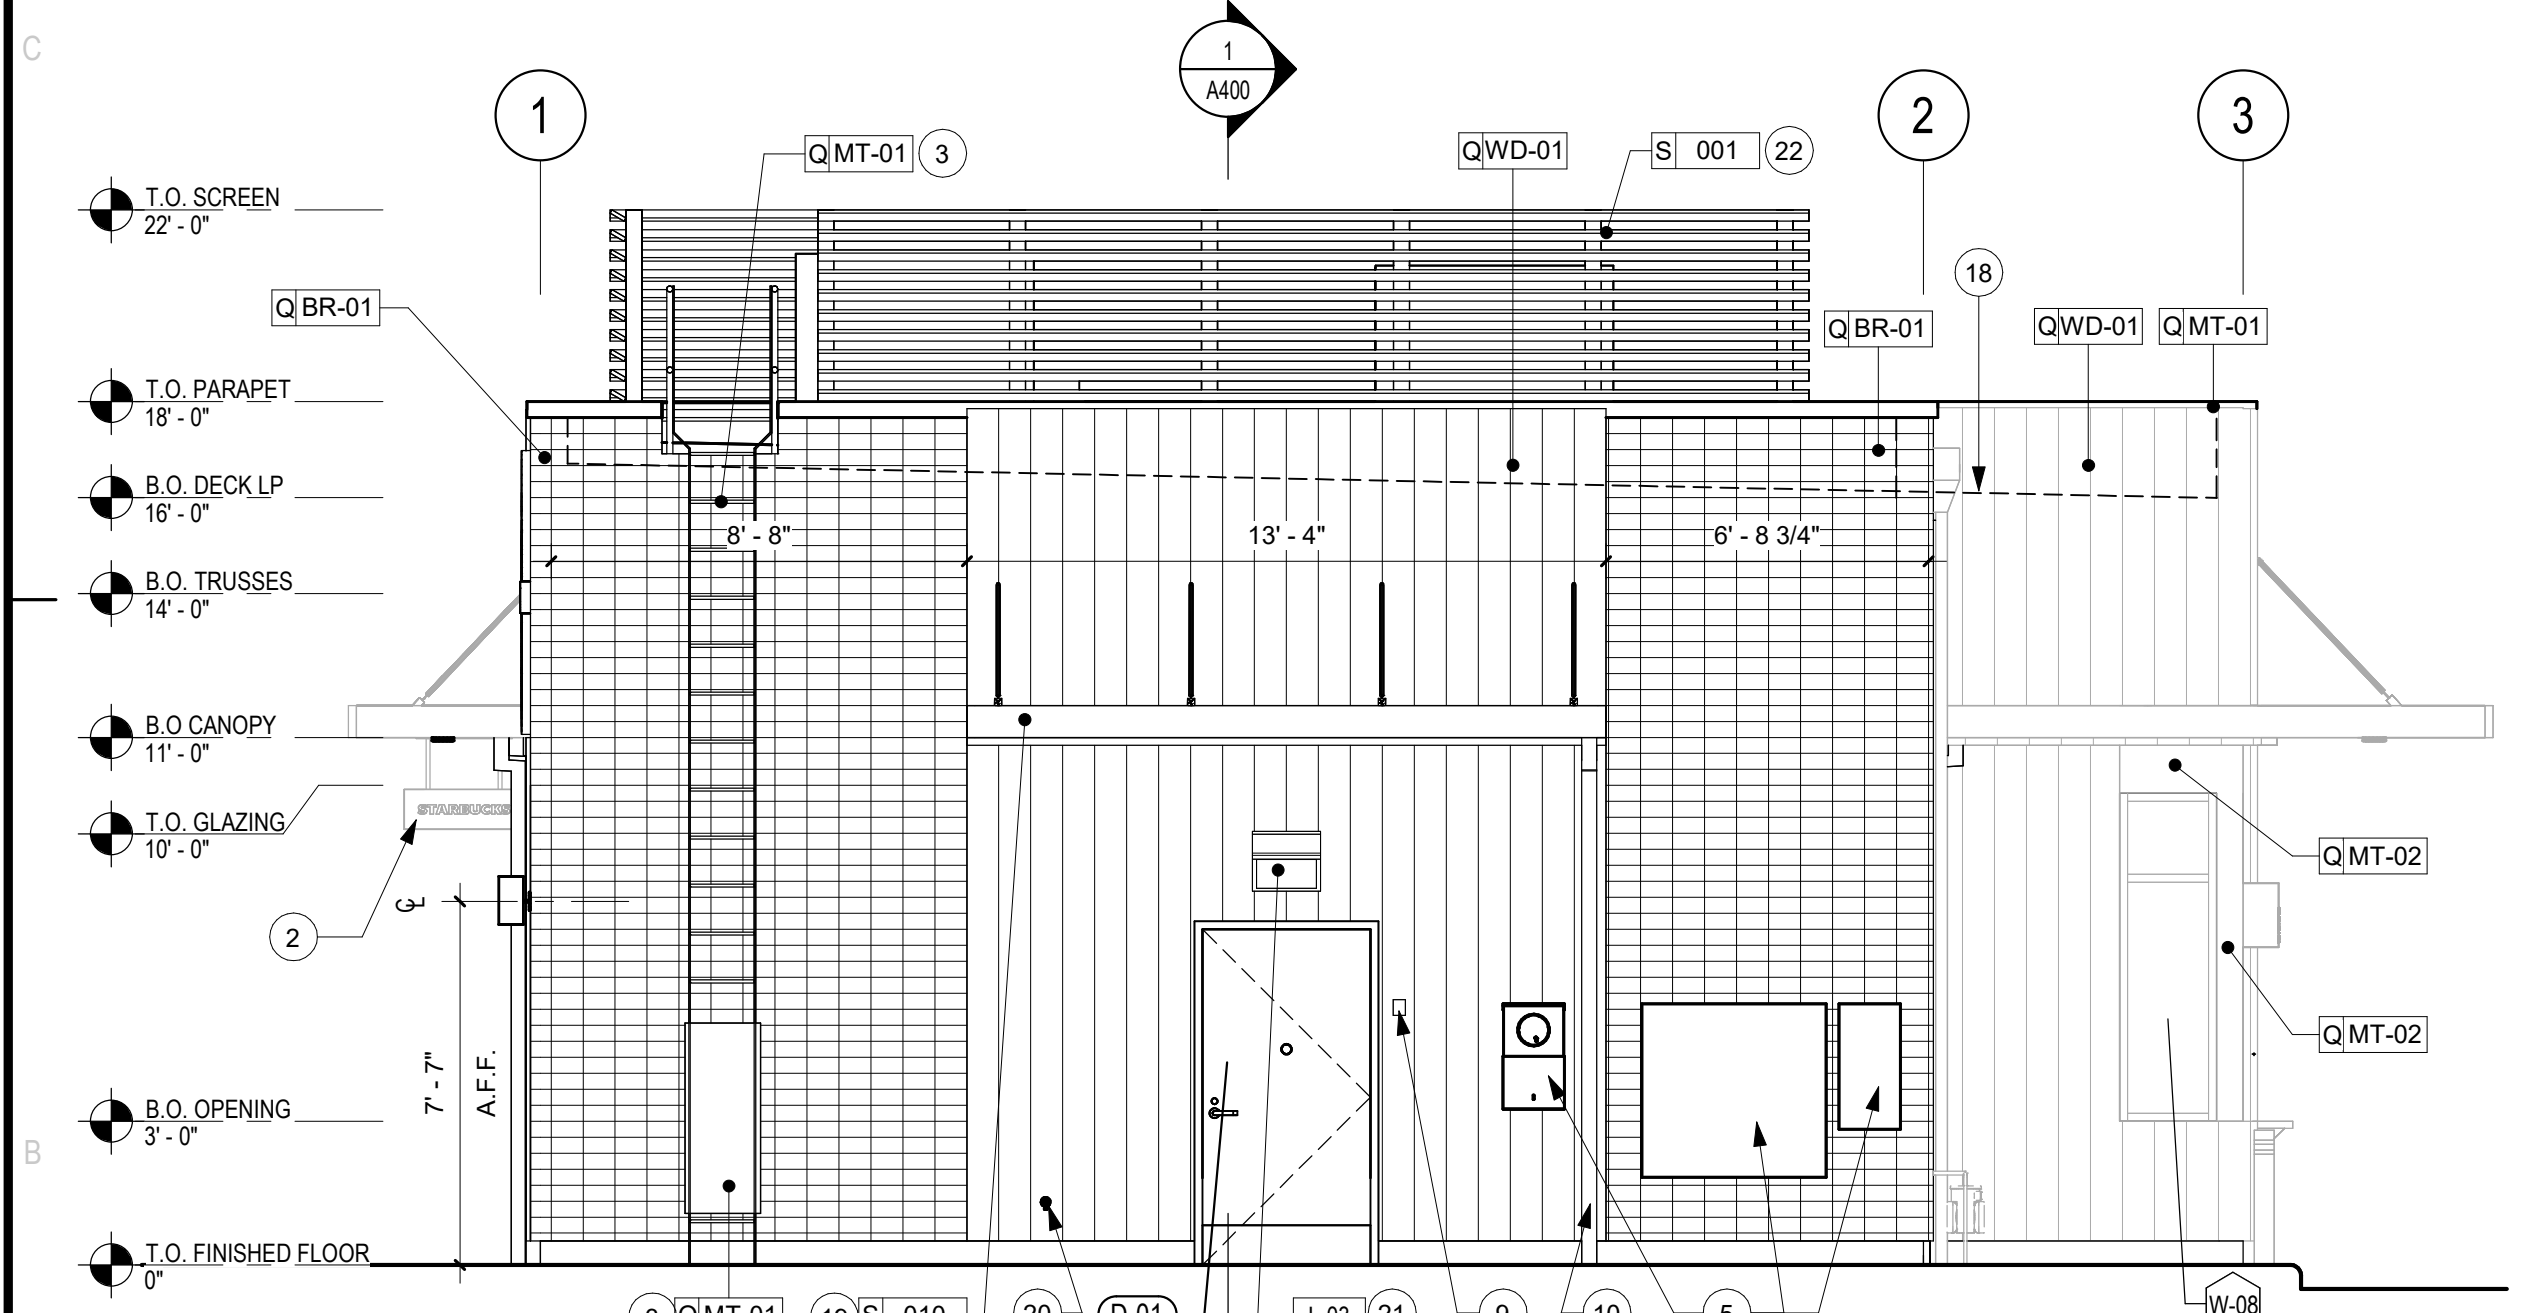 C
1
A400
1
2
3
Q MT-01 3
Q WD-01
S 001 22
T.O. SCREEN
22' - 0"
18
Q BR-01
Q BR-01
Q WD-01
Q MT-01
T.O. PARAPET
18' - 0"
B.O. DECK LP
16' - 0"
8' - 8"
13' - 4"
6' - 8 3/4"
B.O. TRUSSES
14' - 0"
B.O CANOPY
11' - 0"
STARBUCKS
T.O. GLAZING
10' - 0"
Q MT-02
CL
2
Q MT-02
7' - 7"
A.F.F.
B.O. OPENING
3' - 0"
B
T.O. FINISHED FLOOR
0"
Q MT-01
S 010
20
D-01
21
9
10
5
W-08